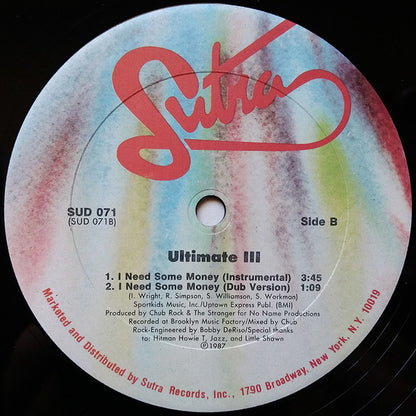 Sutra
SUD 071
(SUD 071B)
Side B
Ultimate III
1. I Need Some Money (Instrumental) 3:45
2. I Need Some Money (Dub Version) 1:09
(I. Wright, R. Simpson, S. Williamson, S. Workman)
Sportkids Music, Inc./Uptown Express Publ. (BMI)
Produced by Chub Rock & The Stranger for No Name Productions
Recorded at Brooklyn Music Factory/Mixed by Chub
Rock-Engineered by Bobby DeRiso/Special thanks
to: Hitman Howie T, Jazz, and Little Shawn
℗1987
Marketed and Distributed by Sutra Records, Inc., 1790 Broadway, New York, N.Y. 10019